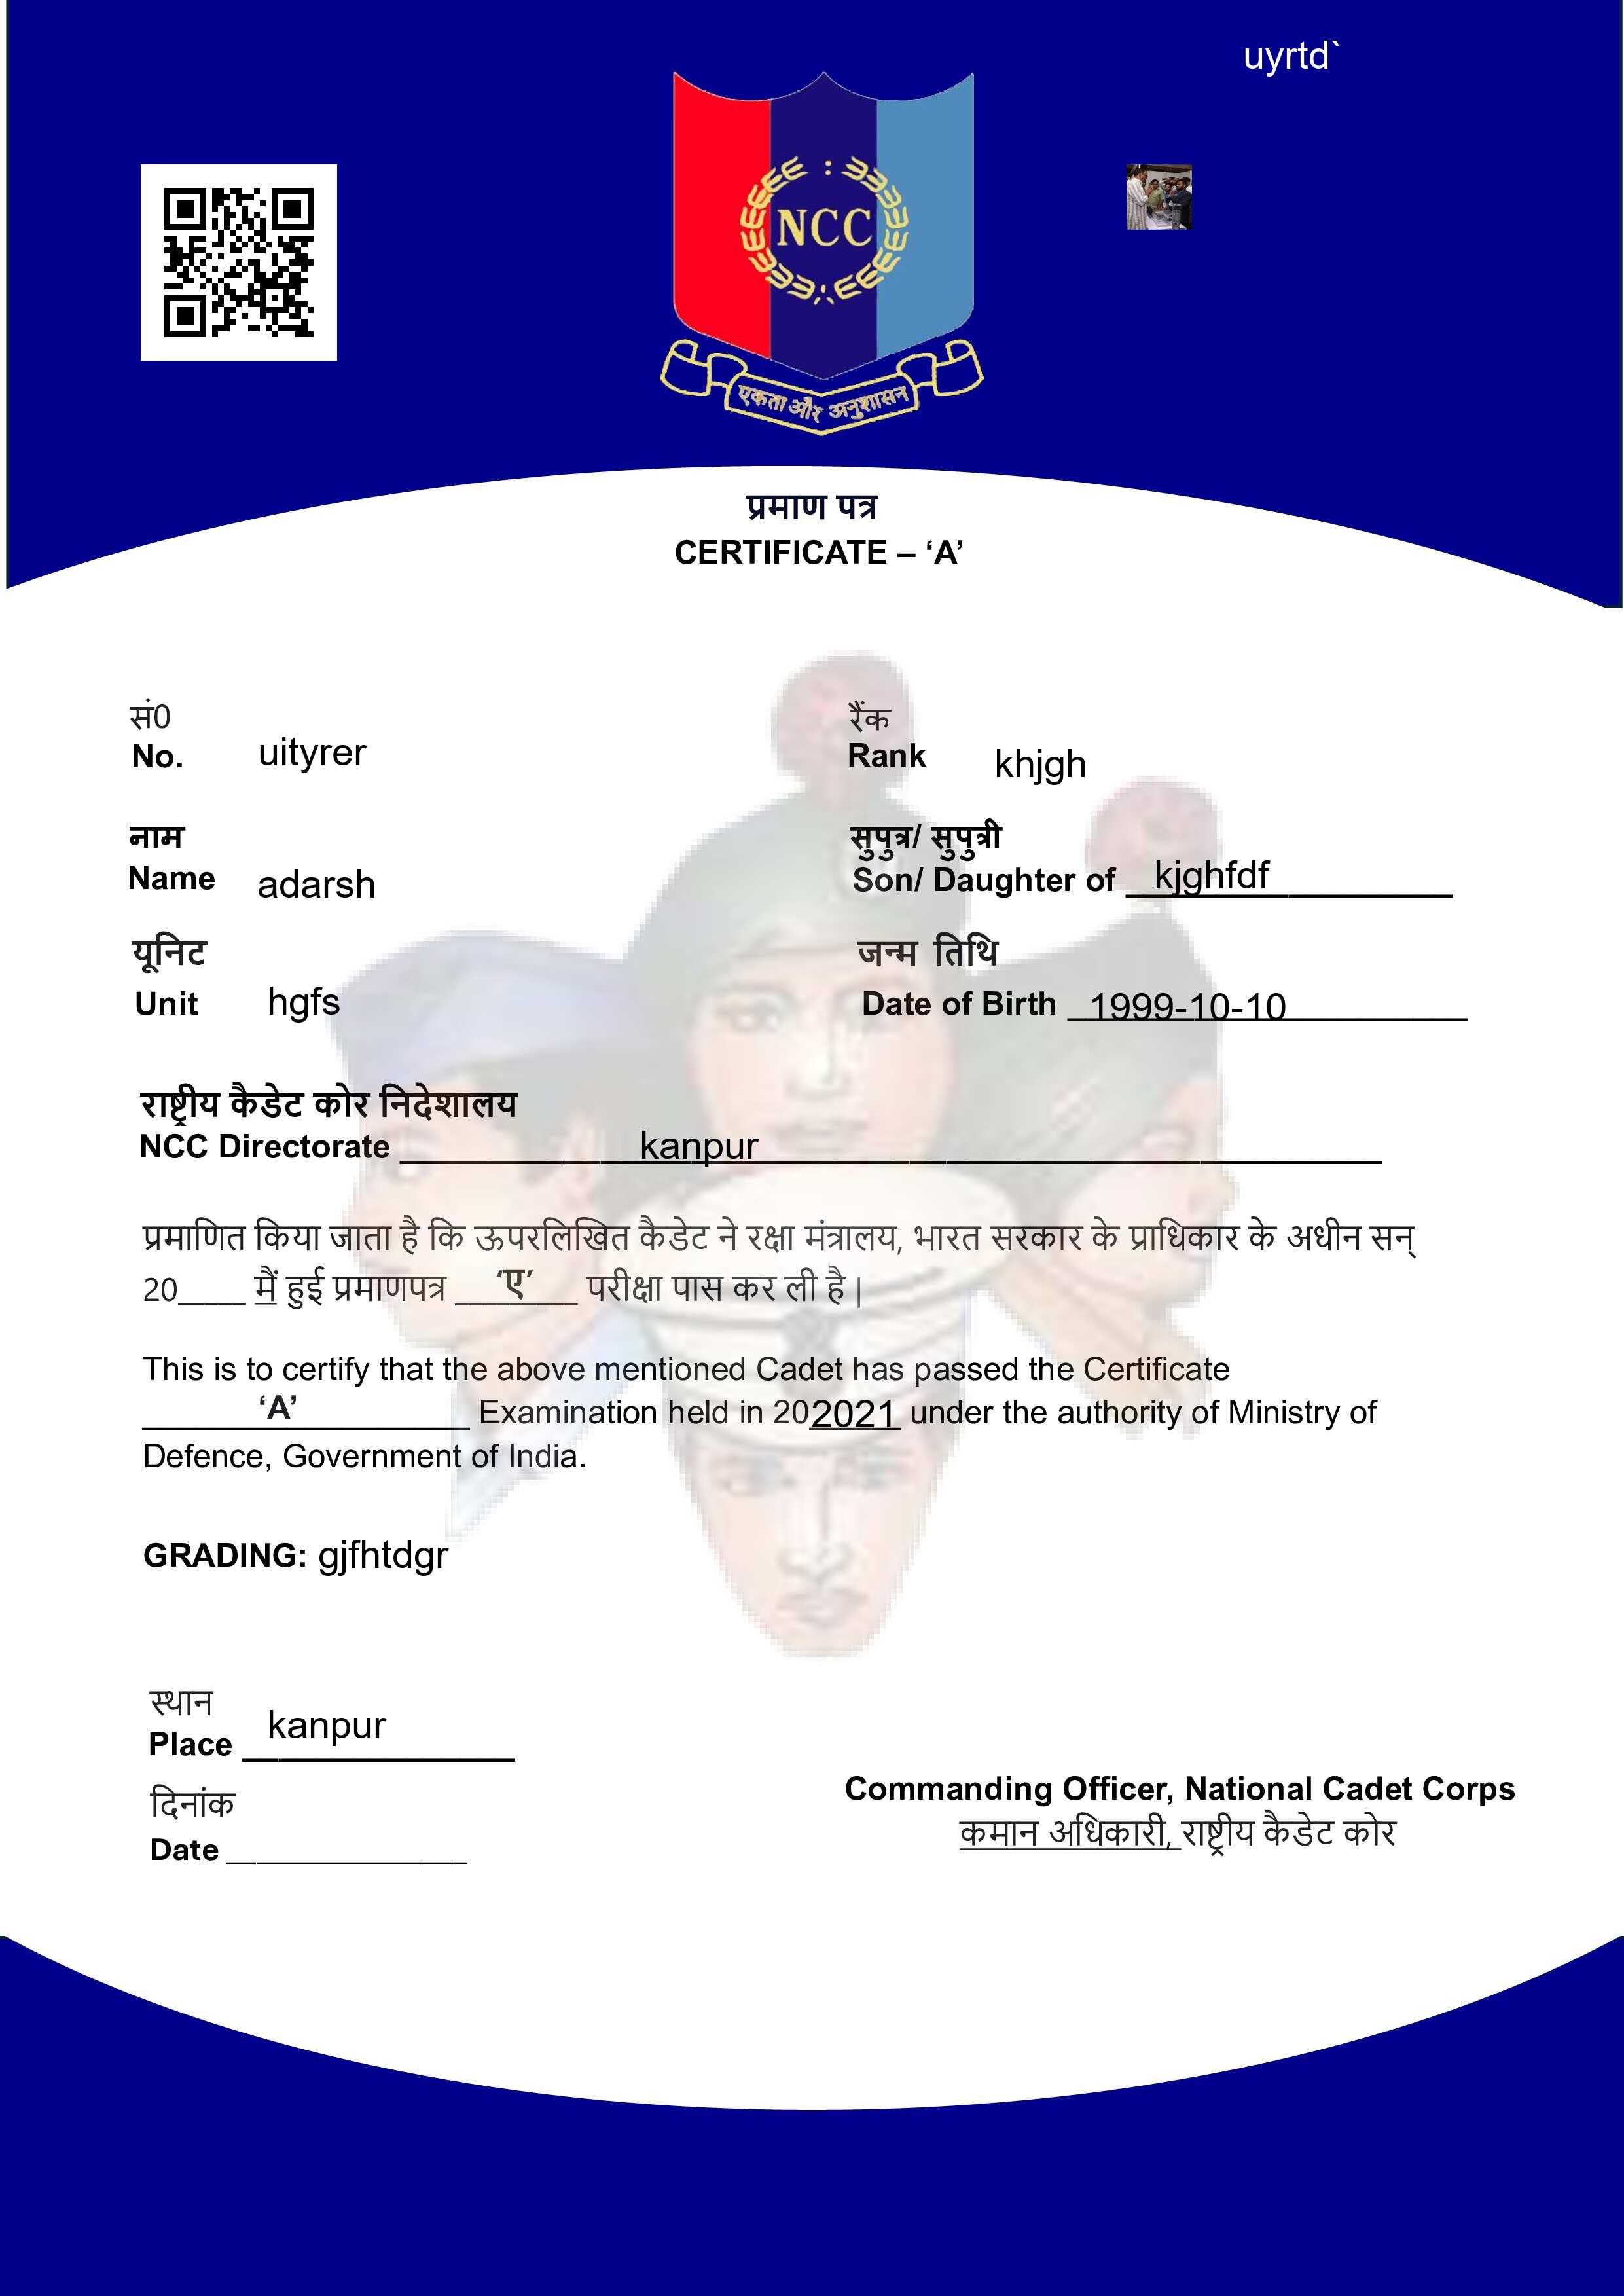 uyrtd`
NCC
एकता और अनुशासन
प्रमाण पत्र
CERTIFICATE – ‘A’
सं0
No. uityrer
रैंक
Rank khjgh
नाम
Name adarsh
सुपुत्र/ सुपुत्री
Son/ Daughter of kjghfdf
यूनिट
Unit hgfs
जन्म तिथि
Date of Birth 1999-10-10
राष्ट्रीय कैडेट कोर निदेशालय
NCC Directorate kanpur
प्रमाणित किया जाता है कि ऊपरलिखित कैडेट ने रक्षा मंत्रालय, भारत सरकार के प्राधिकार के अधीन सन्
20____ मैं हुई प्रमाणपत्र ‘ए’ परीक्षा पास कर ली है |
This is to certify that the above mentioned Cadet has passed the Certificate
‘A’ Examination held in 202021 under the authority of Ministry of
Defence, Government of India.
GRADING: gjfhtdgr
स्थान
Place kanpur
दिनांक
Date ______________
Commanding Officer, National Cadet Corps
कमान अधिकारी, राष्ट्रीय कैडेट कोर